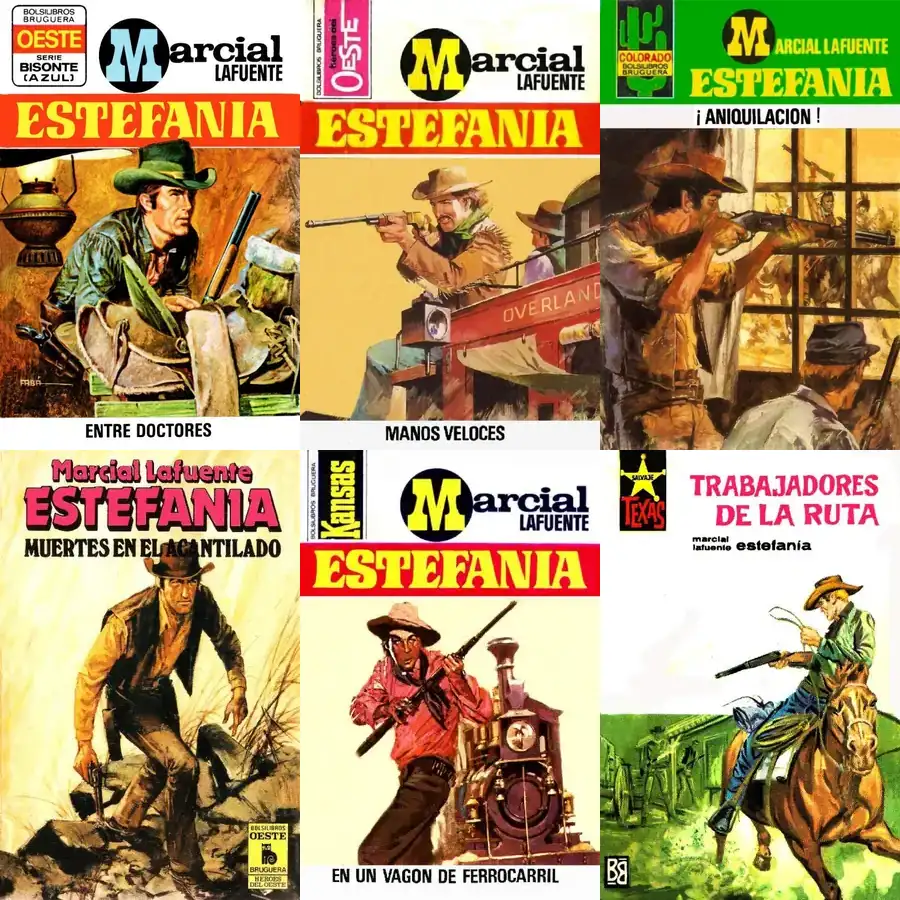 BOLSILIBROS
BRUGUERA
OESTE
SERIE
BISONTE
(AZUL)
Marcial
LAFUENTE
ESTEFANIA
FABÁ
ENTRE DOCTORES
BOLSILIBROS BRUGUERA
héroes del
OESTE
Marcial
LAFUENTE
ESTEFANIA
OVERLAND
MANOS VELOCES
COLORADO
BOLSILIBROS
BRUGUERA
MARCIAL LAFUENTE
ESTEFANIA
¡ ANIQUILACION !
Marcial Lafuente
ESTEFANIA
MUERTES EN EL ACANTILADO
BOLSILIBROS
OESTE
BRUGUERA
HEROES
DEL OESTE
BOLSILIBROS BRUGUERA
Kansas
Marcial
LAFUENTE
ESTEFANIA
EN UN VAGON DE FERROCARRIL
SALVAJE
TEXAS
TRABAJADORES
DE LA RUTA
marcial
lafuente estefanía
BB